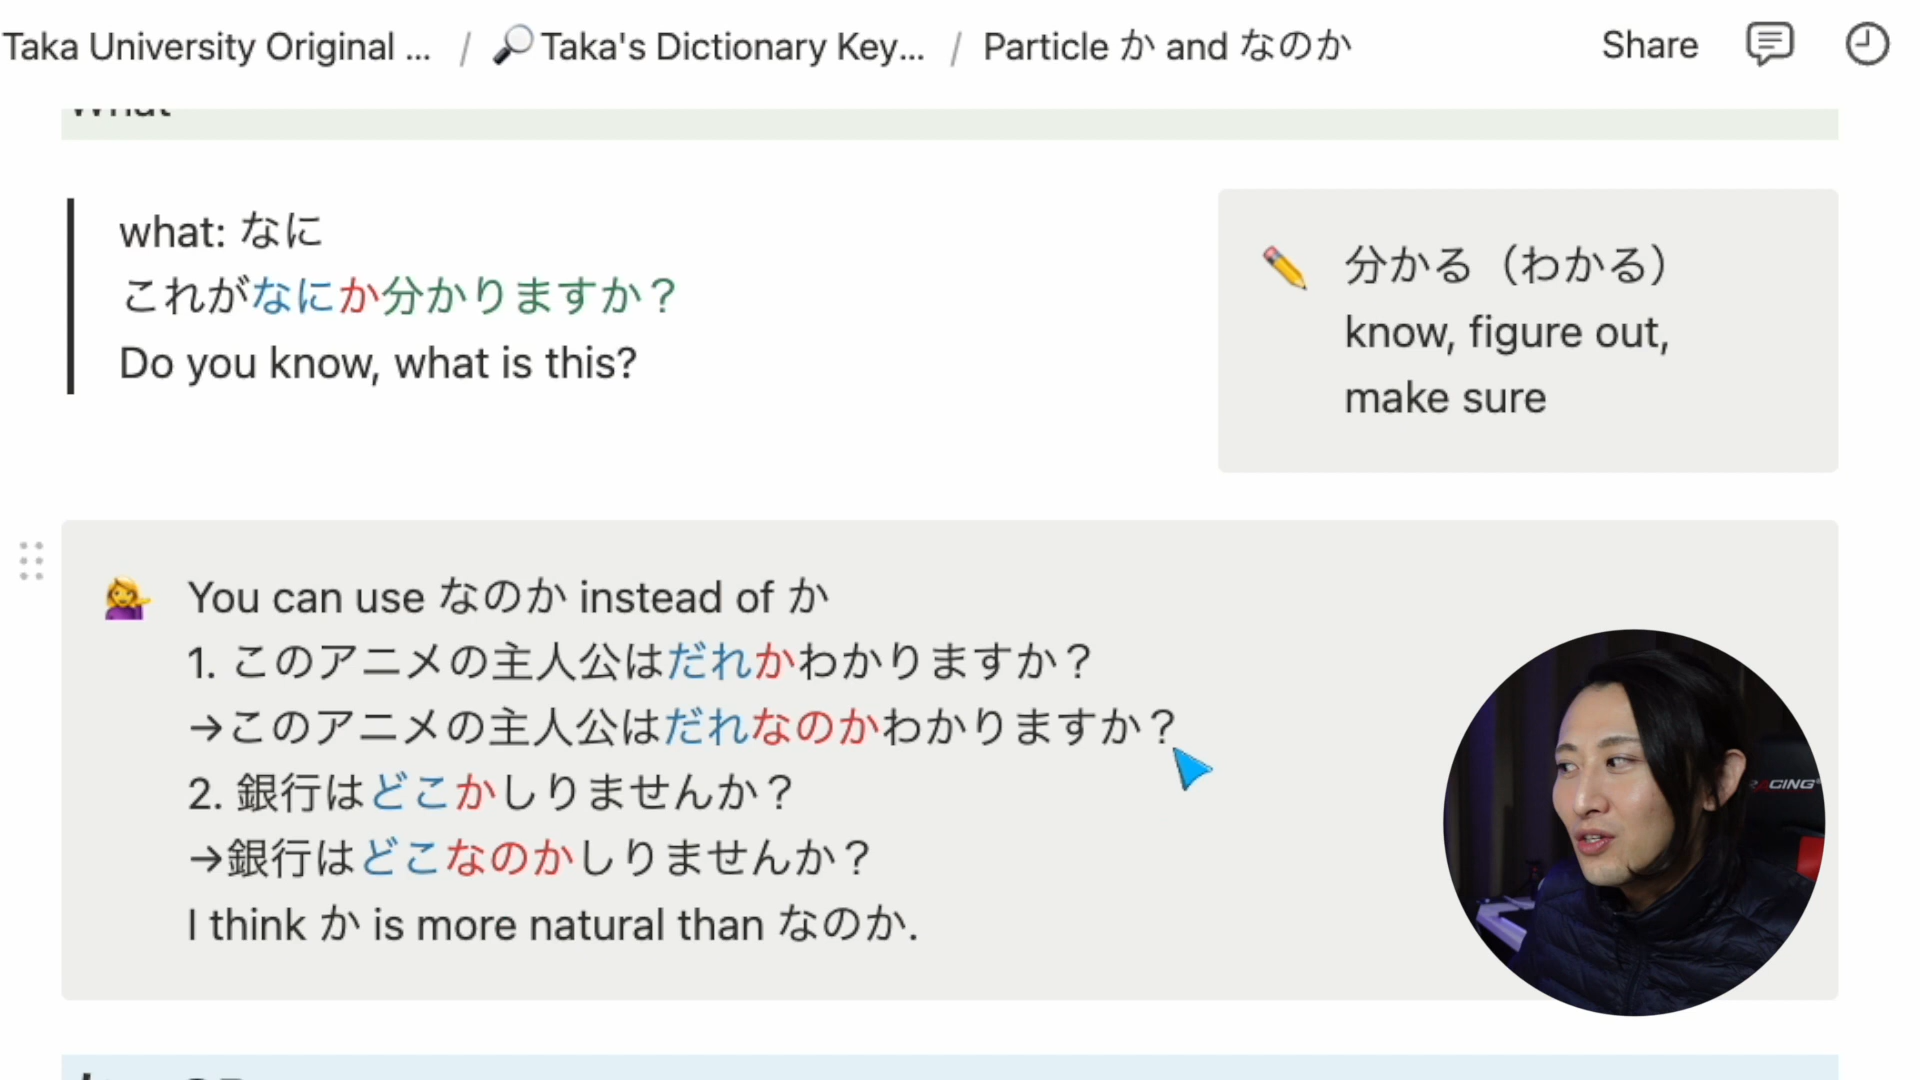 Taka University Original ... / Taka's Dictionary Key... / Particle か and なのか
Share
What
what: なに
これがなにか分かりますか？
Do you know, what is this?
分かる（わかる）
know, figure out,
make sure
You can use なのか instead of か
1. このアニメの主人公はだれかわかりますか？
→このアニメの主人公はだれなのかわかりますか？
2. 銀行はどこかしりませんか？
→銀行はどこなのかしりませんか？
I think か is more natural than なのか.
RACING